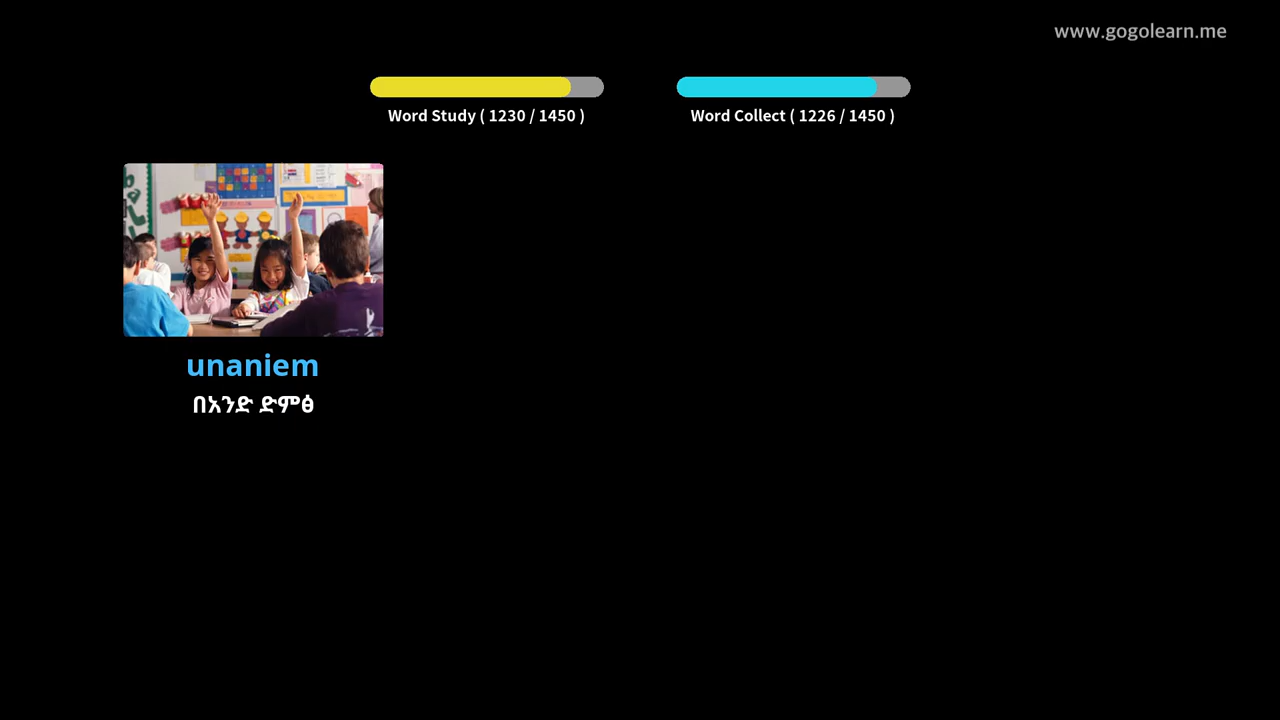 www.gogolearn.me
Word Study ( 1230 / 1450 )
Word Collect ( 1226 / 1450 )
unaniem
በአንድ ድምፅ